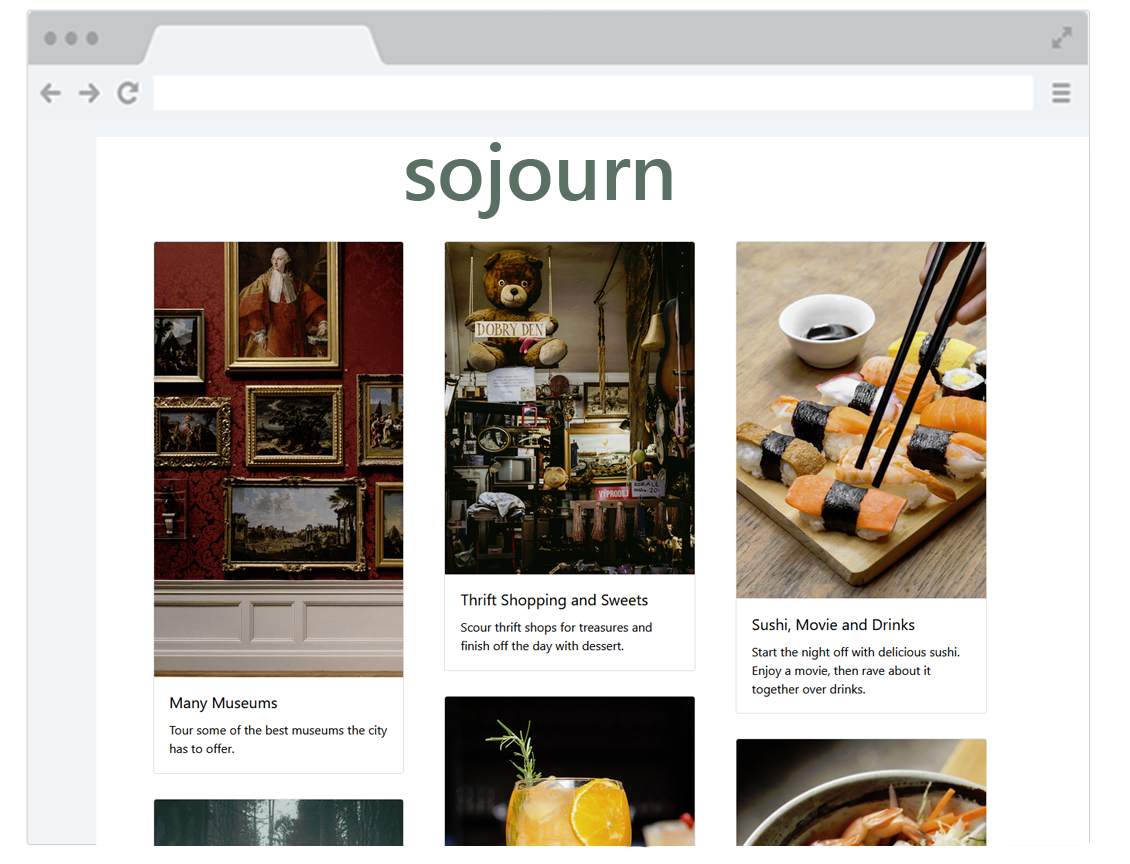 sojourn
DOBRY DEN
VÝPRODEJ
Many Museums
Tour some of the best museums the city
has to offer.
Thrift Shopping and Sweets
Scour thrift shops for treasures and
finish off the day with dessert.
Sushi, Movie and Drinks
Start the night off with delicious sushi.
Enjoy a movie, then rave about it
together over drinks.